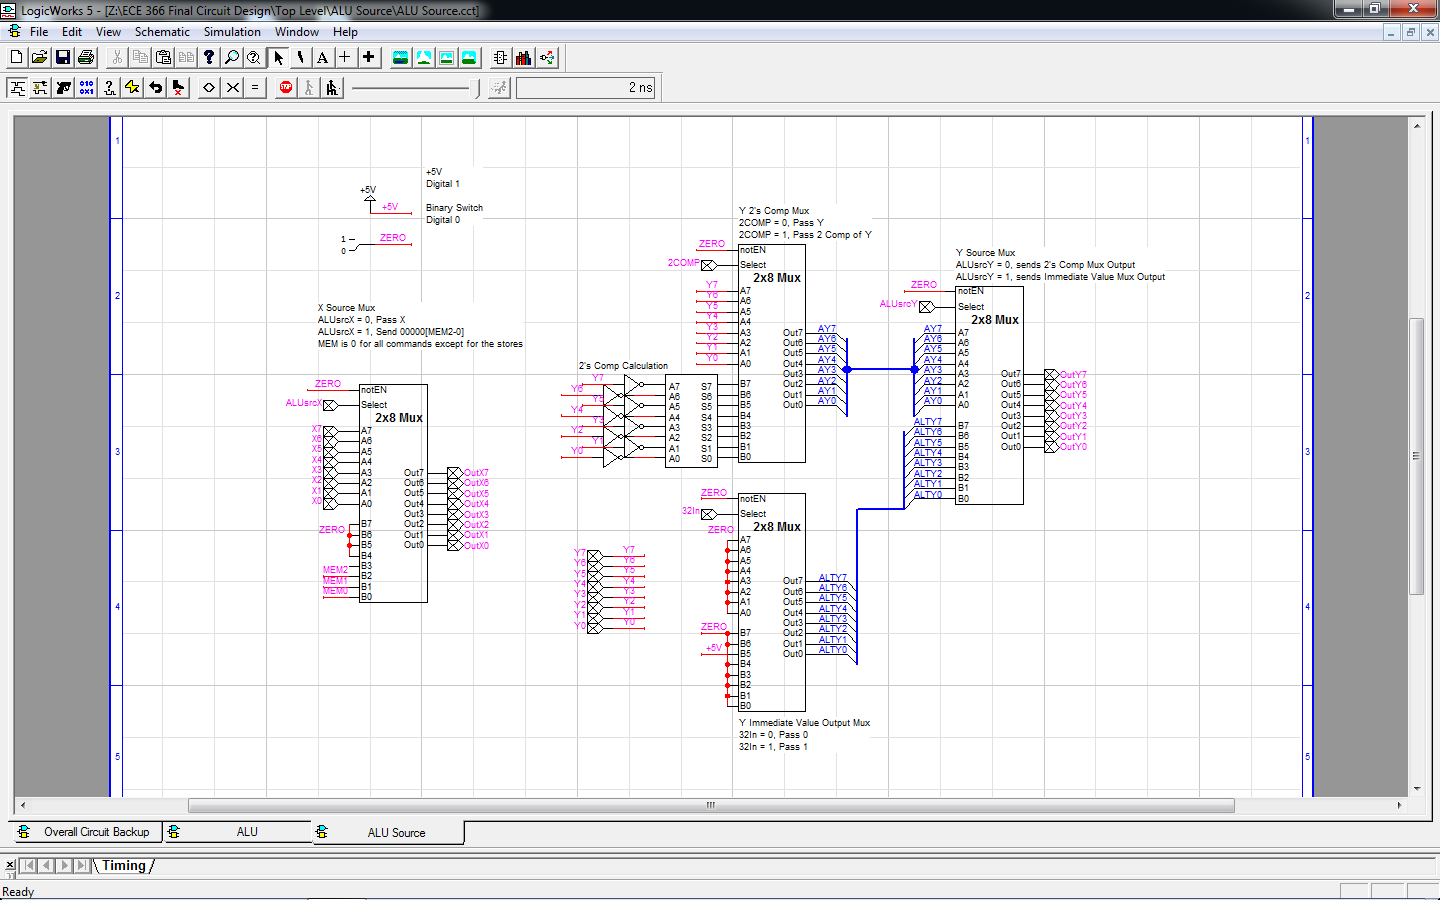 LogicWorks 5 - [Z:\ECE 366 Final Circuit Design\Top Level\ALU Source\ALU Source.cct]
File Edit View Schematic Simulation Window Help
2 ns
1
1
+5V
Digital 1
+5V
+5V
Binary Switch
Digital 0
1
0
ZERO
Y 2's Comp Mux
2COMP = 0, Pass Y
2COMP = 1, Pass 2 Comp of Y
ZERO
notEN
2COMP
Select
2x8 Mux
Y7
Y6
Y5
Y4
Y3
Y2
Y1
Y0
A7
A6
A5
A4
A3
A2
A1
A0
B7
B6
B5
B4
B3
B2
B1
B0
Out7
Out6
Out5
Out4
Out3
Out2
Out1
Out0
AY7
AY6
AY5
AY4
AY3
AY2
AY1
AY0
Y Source Mux
ALUsrcY = 0, sends 2's Comp Mux Output
ALUsrcY = 1, sends Immediate Value Mux Output
ZERO
notEN
ALUsrcY
Select
2x8 Mux
AY7
AY6
AY5
AY4
AY3
AY2
AY1
AY0
ALTY7
ALTY6
ALTY5
ALTY4
ALTY3
ALTY2
ALTY1
ALTY0
A7
A6
A5
A4
A3
A2
A1
A0
B7
B6
B5
B4
B3
B2
B1
B0
Out7
Out6
Out5
Out4
Out3
Out2
Out1
Out0
OutY7
OutY6
OutY5
OutY4
OutY3
OutY2
OutY1
OutY0
2
2
X Source Mux
ALUsrcX = 0, Pass X
ALUsrcX = 1, Send 00000[MEM2-0]
MEM is 0 for all commands except for the stores
ZERO
notEN
ALUsrcX
Select
2x8 Mux
X7
X6
X5
X4
X3
X2
X1
X0
ZERO
MEM2
MEM1
MEM0
A7
A6
A5
A4
A3
A2
A1
A0
B7
B6
B5
B4
B3
B2
B1
B0
Out7
Out6
Out5
Out4
Out3
Out2
Out1
Out0
OutX7
OutX6
OutX5
OutX4
OutX3
OutX2
OutX1
OutX0
2's Comp Calculation
Y7
Y6
Y5
Y4
Y3
Y2
Y1
Y0
A7
A6
A5
A4
A3
A2
A1
A0
S7
S6
S5
S4
S3
S2
S1
S0
3
3
Y7
Y6
Y5
Y4
Y3
Y2
Y1
Y0
Y7
Y6
Y5
Y4
Y3
Y2
Y1
Y0
ZERO
notEN
32In
Select
2x8 Mux
ZERO
A7
A6
A5
A4
A3
A2
A1
A0
ZERO
+5V
B7
B6
B5
B4
B3
B2
B1
B0
Out7
Out6
Out5
Out4
Out3
Out2
Out1
Out0
ALTY7
ALTY6
ALTY5
ALTY4
ALTY3
ALTY2
ALTY1
ALTY0
4
4
Y Immediate Value Output Mux
32In = 0, Pass 0
32In = 1, Pass 1
5
5
Overall Circuit Backup
ALU
ALU Source
Timing
Ready